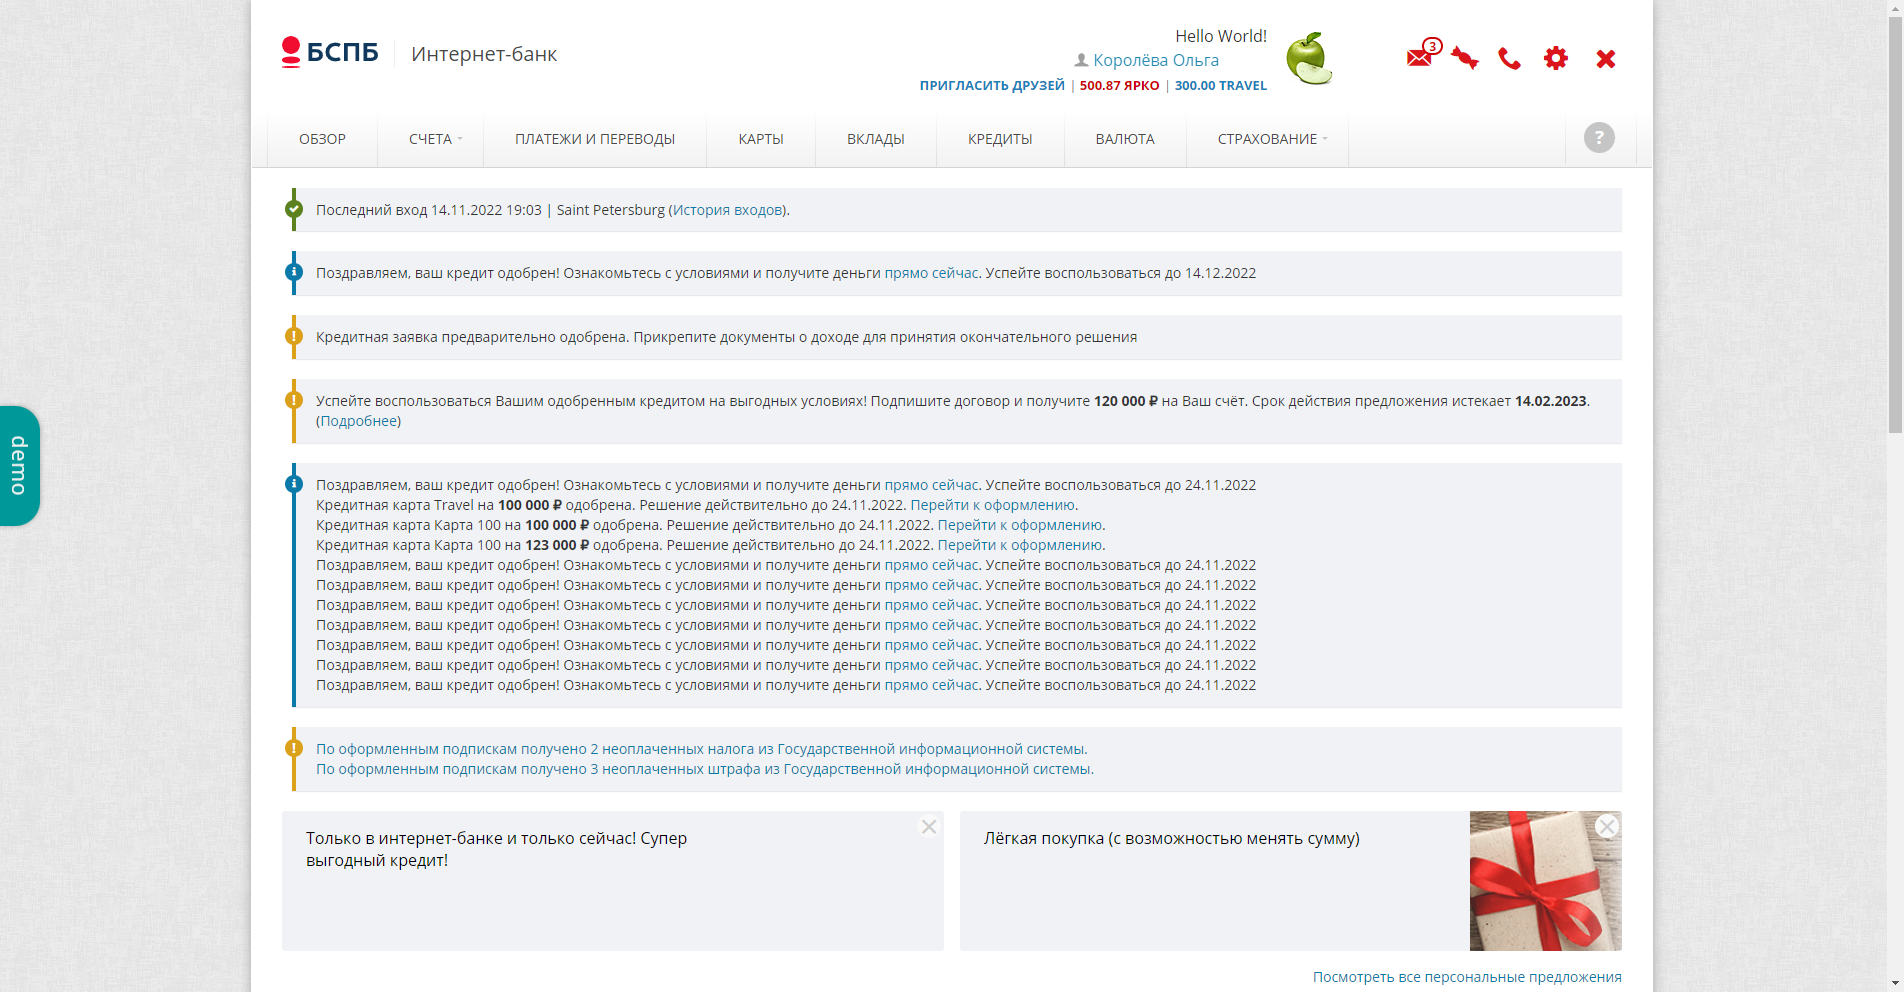 БСПБ
Интернет-банк
Hello World!
Королёва Ольга
ПРИГЛАСИТЬ ДРУЗЕЙ | 500.87 ЯРКО | 300.00 TRAVEL
3
ОБЗОР
СЧЕТА
ПЛАТЕЖИ И ПЕРЕВОДЫ
КАРТЫ
ВКЛАДЫ
КРЕДИТЫ
ВАЛЮТА
СТРАХОВАНИЕ
?
Последний вход 14.11.2022 19:03 | Saint Petersburg (История входов).
Поздравляем, ваш кредит одобрен! Ознакомьтесь с условиями и получите деньги прямо сейчас. Успейте воспользоваться до 14.12.2022
Кредитная заявка предварительно одобрена. Прикрепите документы о доходе для принятия окончательного решения
Успейте воспользоваться Вашим одобренным кредитом на выгодных условиях! Подпишите договор и получите 120 000 ₽ на Ваш счёт. Срок действия предложения истекает 14.02.2023.
(Подробнее)
demo
Поздравляем, ваш кредит одобрен! Ознакомьтесь с условиями и получите деньги прямо сейчас. Успейте воспользоваться до 24.11.2022
Кредитная карта Travel на 100 000 ₽ одобрена. Решение действительно до 24.11.2022. Перейти к оформлению.
Кредитная карта Карта 100 на 100 000 ₽ одобрена. Решение действительно до 24.11.2022. Перейти к оформлению.
Кредитная карта Карта 100 на 123 000 ₽ одобрена. Решение действительно до 24.11.2022. Перейти к оформлению.
Поздравляем, ваш кредит одобрен! Ознакомьтесь с условиями и получите деньги прямо сейчас. Успейте воспользоваться до 24.11.2022
Поздравляем, ваш кредит одобрен! Ознакомьтесь с условиями и получите деньги прямо сейчас. Успейте воспользоваться до 24.11.2022
Поздравляем, ваш кредит одобрен! Ознакомьтесь с условиями и получите деньги прямо сейчас. Успейте воспользоваться до 24.11.2022
Поздравляем, ваш кредит одобрен! Ознакомьтесь с условиями и получите деньги прямо сейчас. Успейте воспользоваться до 24.11.2022
Поздравляем, ваш кредит одобрен! Ознакомьтесь с условиями и получите деньги прямо сейчас. Успейте воспользоваться до 24.11.2022
Поздравляем, ваш кредит одобрен! Ознакомьтесь с условиями и получите деньги прямо сейчас. Успейте воспользоваться до 24.11.2022
Поздравляем, ваш кредит одобрен! Ознакомьтесь с условиями и получите деньги прямо сейчас. Успейте воспользоваться до 24.11.2022
По оформленным подпискам получено 2 неоплаченных налога из Государственной информационной системы.
По оформленным подпискам получено 3 неоплаченных штрафа из Государственной информационной системы.
Только в интернет-банке и только сейчас! Супер
выгодный кредит!
Лёгкая покупка (с возможностью менять сумму)
Посмотреть все персональные предложения